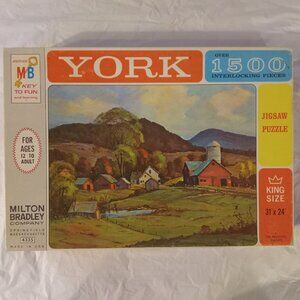 MB
KEY
TO FUN
YORK
OVER
1500
INTERLOCKING PIECES
FOR
AGES
12 TO
ADULT
JIGSAW
PUZZLE
MILTON
BRADLEY
COMPANY
SPRINGFIELD
MASSACHUSETTS
4335
MADE IN USA
KING
SIZE
31 x 24